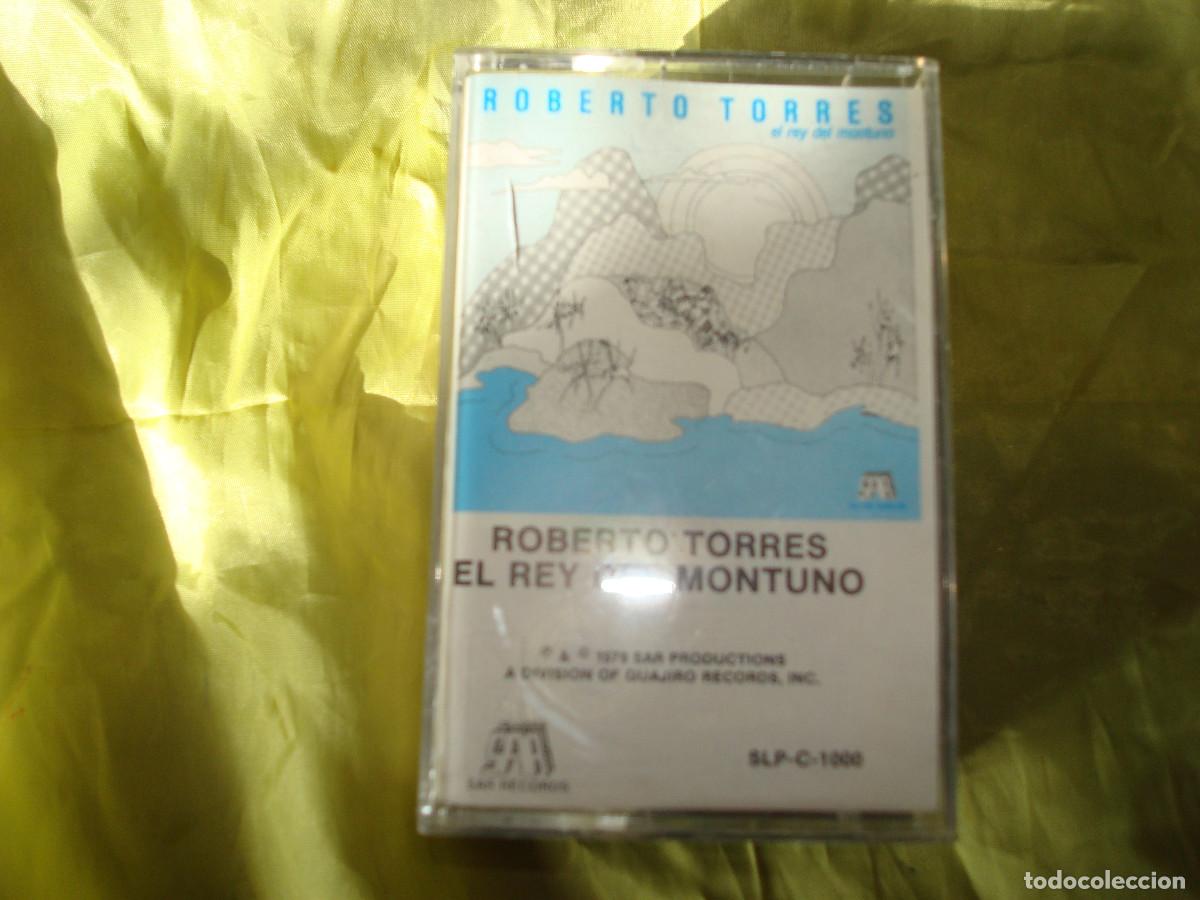 ROBERTO TORRES
el rey del montuno
ROBERTO TORRES
EL REY DEL MONTUNO
℗ & © 1979 SAR PRODUCTIONS
A DIVISION OF GUAJIRO RECORDS, INC.
SAR RECORDS
SLP-C-1000
todocoleccion